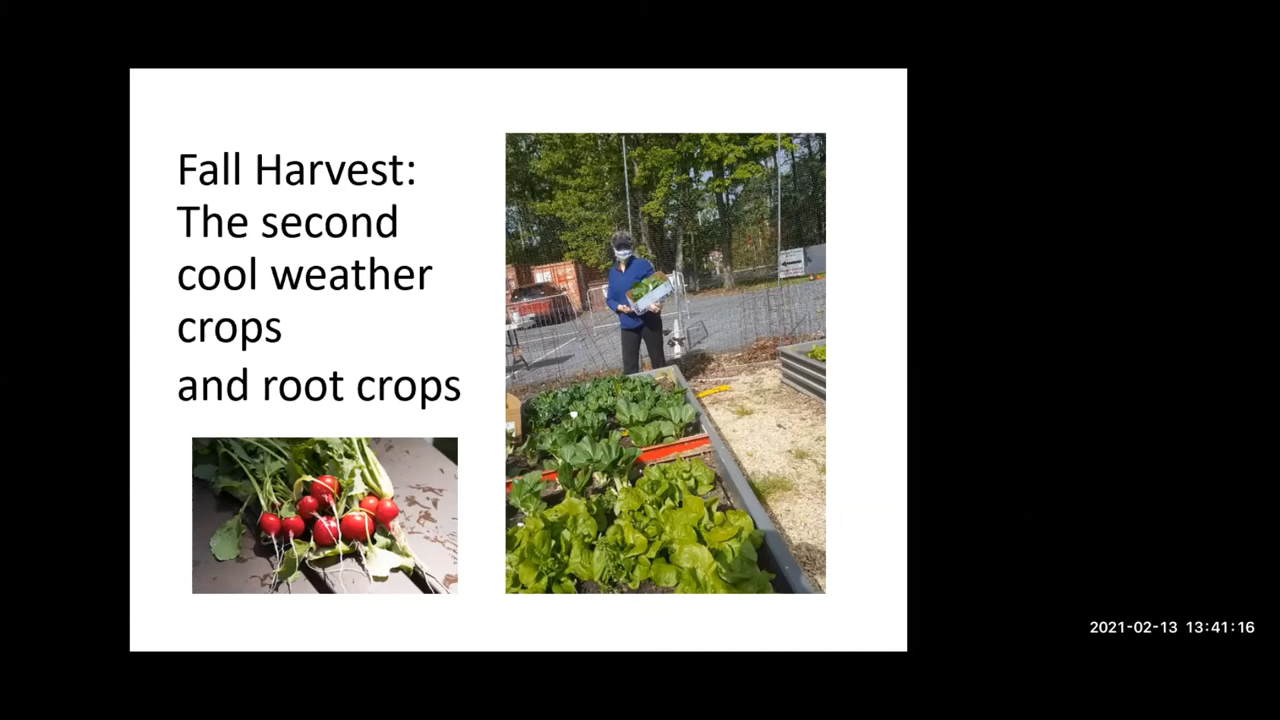 Fall Harvest:
The second
cool weather
crops
and root crops
2021-02-13 13:41:16